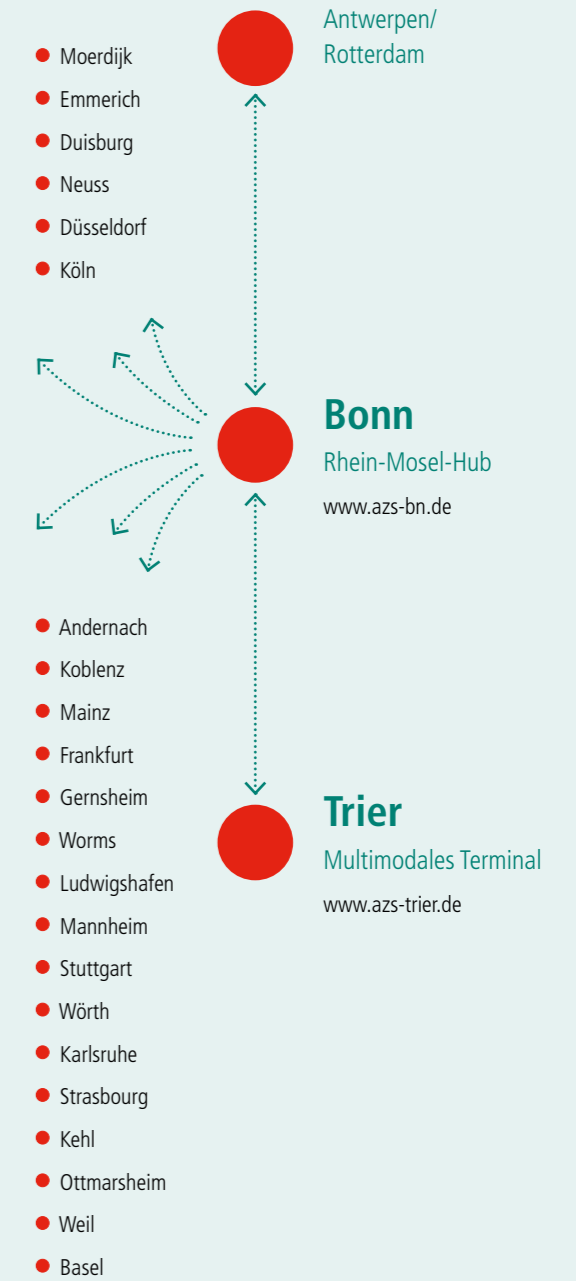 Antwerpen/
Rotterdam
Moerdijk
Emmerich
Duisburg
Neuss
Düsseldorf
Köln
Bonn
Rhein-Mosel-Hub
www.azs-bn.de
Andernach
Koblenz
Mainz
Frankfurt
Gernsheim
Worms
Ludwigshafen
Mannheim
Stuttgart
Wörth
Karlsruhe
Strasbourg
Kehl
Ottmarsheim
Weil
Basel
Trier
Multimodales Terminal
www.azs-trier.de